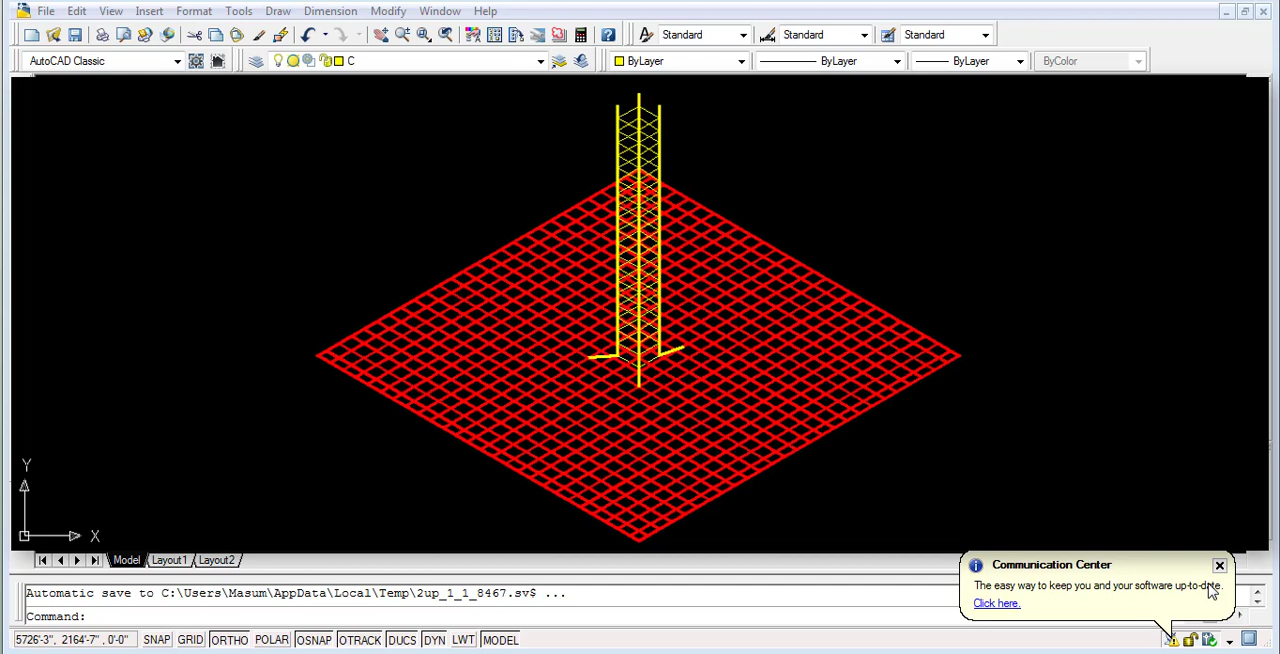 File Edit View Insert Format Tools Draw Dimension Modify Window Help
Standard Standard Standard
AutoCAD Classic C ByLayer ByLayer ByLayer ByColor
Y
X
Model Layout1 Layout2
Communication Center
The easy way to keep you and your software up-to-date.
Click here.
Automatic save to C:\Users\Masum\AppData\Local\Temp\2up_1_1_8467.sv$ ...
Command:
5726'-3", 2164'-7" , 0'-0" SNAP GRID ORTHO POLAR OSNAP OTRACK DUCS DYN LWT MODEL